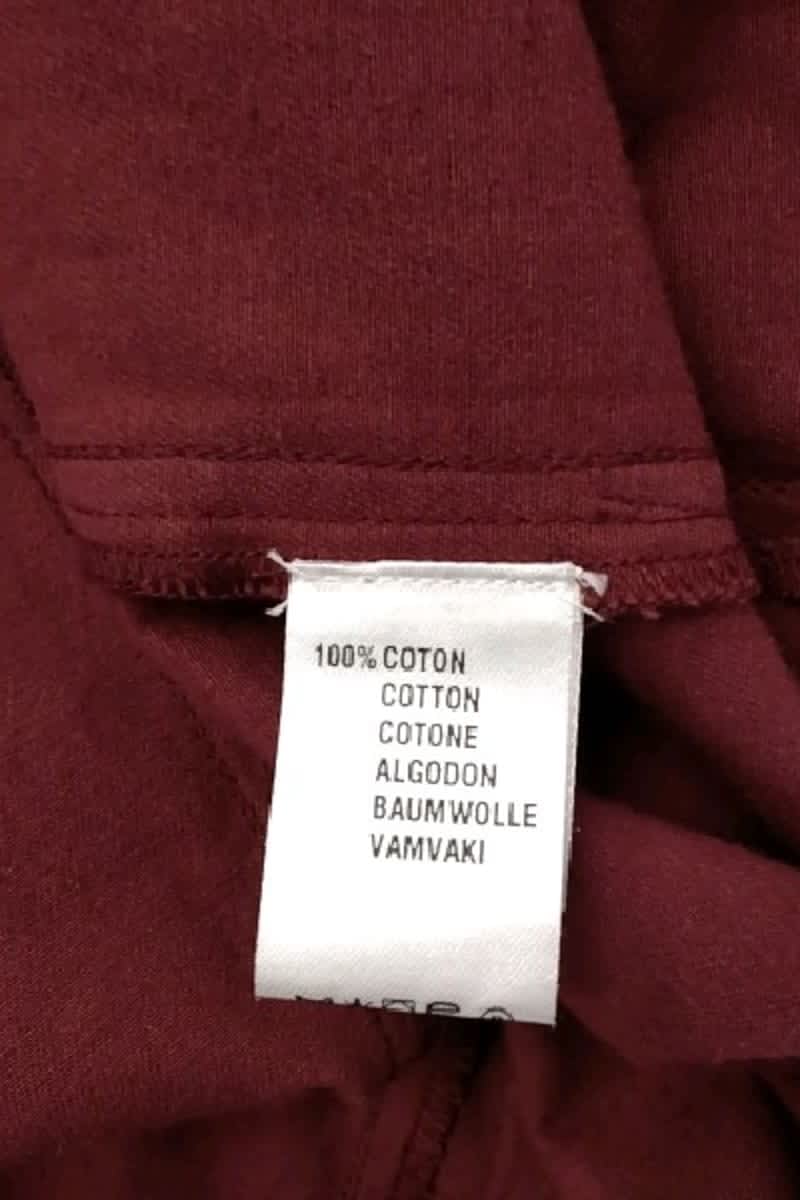 100% COTON
COTTON
COTONE
ALGODON
BAUMWOLLE
VAMVAKI